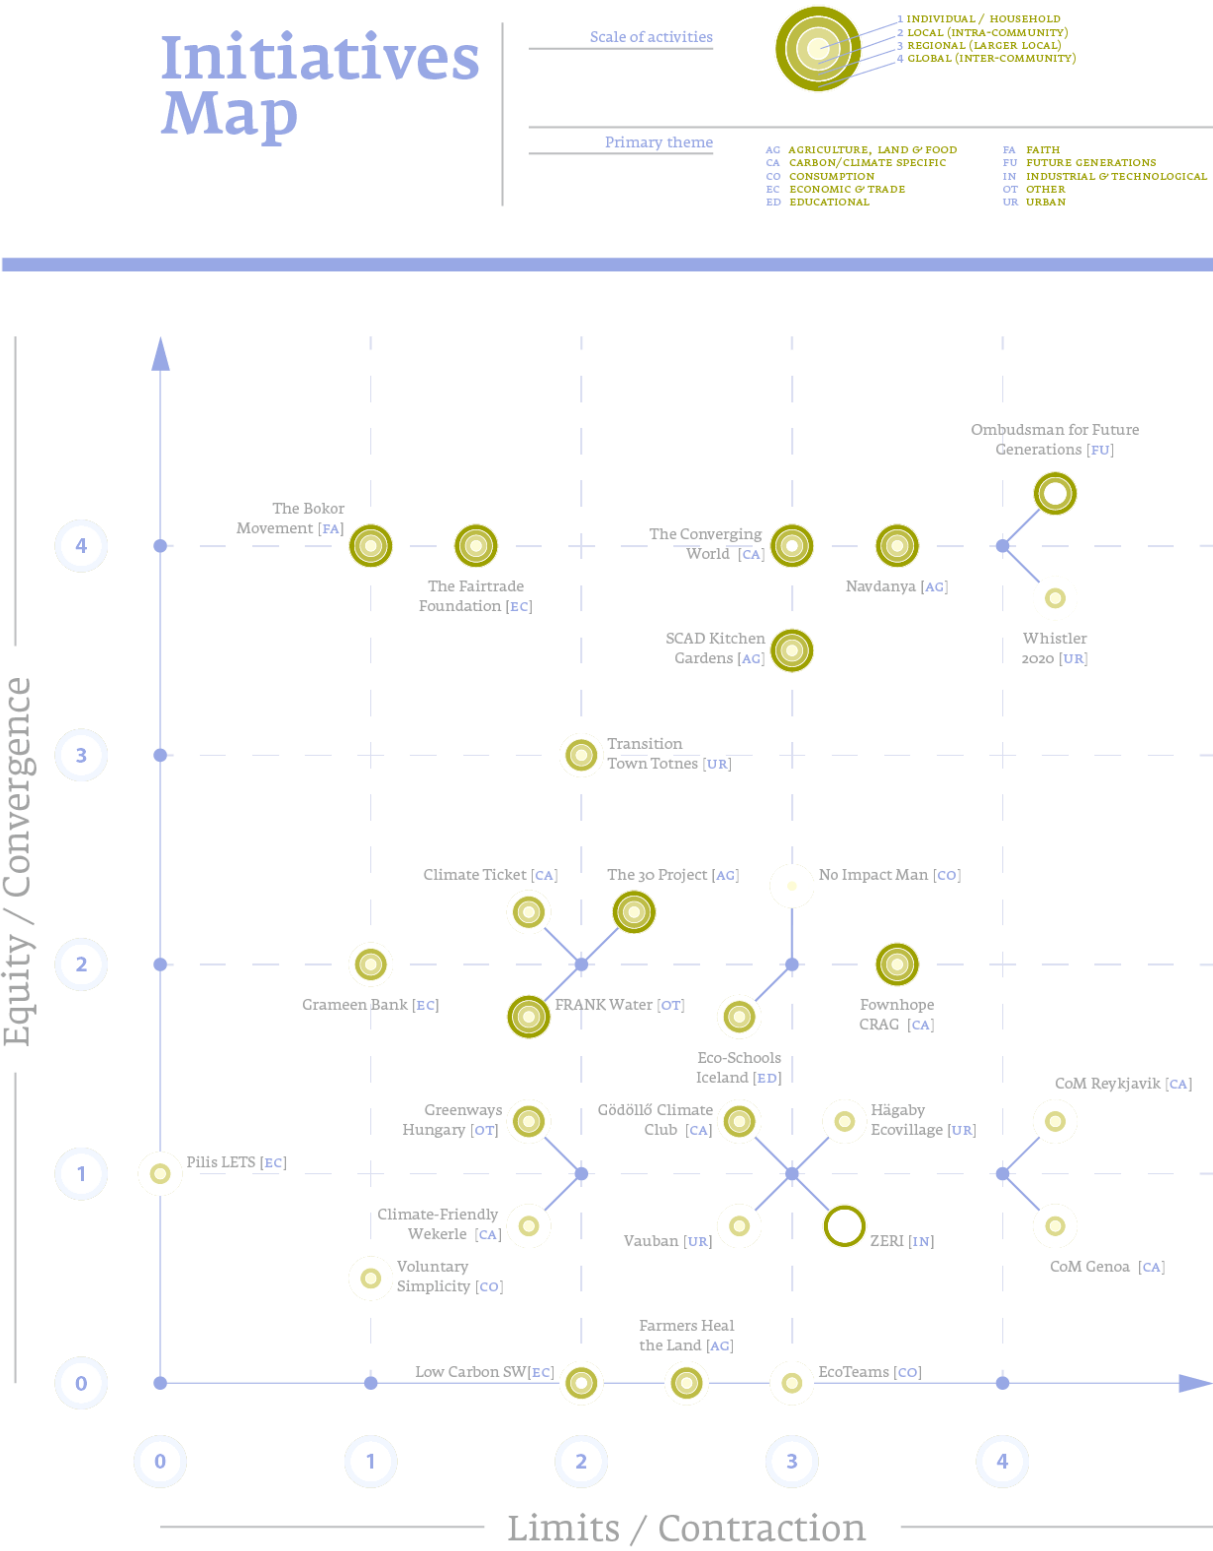 Initiatives
Map
Scale of activities
1 INDIVIDUAL / HOUSEHOLD
2 LOCAL (INTRA-COMMUNITY)
3 REGIONAL (LARGER LOCAL)
4 GLOBAL (INTER-COMMUNITY)
Primary theme
AG AGRICULTURE, LAND & FOOD
CA CARBON/CLIMATE SPECIFIC
CO CONSUMPTION
EC ECONOMIC & TRADE
ED EDUCATIONAL
FA FAITH
FU FUTURE GENERATIONS
IN INDUSTRIAL & TECHNOLOGICAL
OT OTHER
UR URBAN
Equity / Convergence
Ombudsman for Future
Generations [FU]
The Bokor
Movement [FA]
4
The Fairtrade
Foundation [EC]
The Converging
World [CA]
Navdanya [AG]
SCAD Kitchen
Gardens [AG]
Whistler
2020 [UR]
3
Transition
Town Totnes [UR]
Climate Ticket [CA]
The 30 Project [AG]
No Impact Man [CO]
2
Grameen Bank [EC]
FRANK Water [OT]
Fownhope
CRAG [CA]
Eco-Schools
Iceland [ED]
CoM Reykjavik [CA]
Greenways
Hungary [OT]
Gödöllő Climate
Club [CA]
Hägaby
Ecovillage [UR]
1
Pilis LETS [EC]
Climate-Friendly
Wekerle [CA]
Vauban [UR]
ZERI [IN]
CoM Genoa [CA]
Voluntary
Simplicity [CO]
Farmers Heal
the Land [AG]
0
Low Carbon SW[EC]
EcoTeams [CO]
0 1 2 3 4
Limits / Contraction